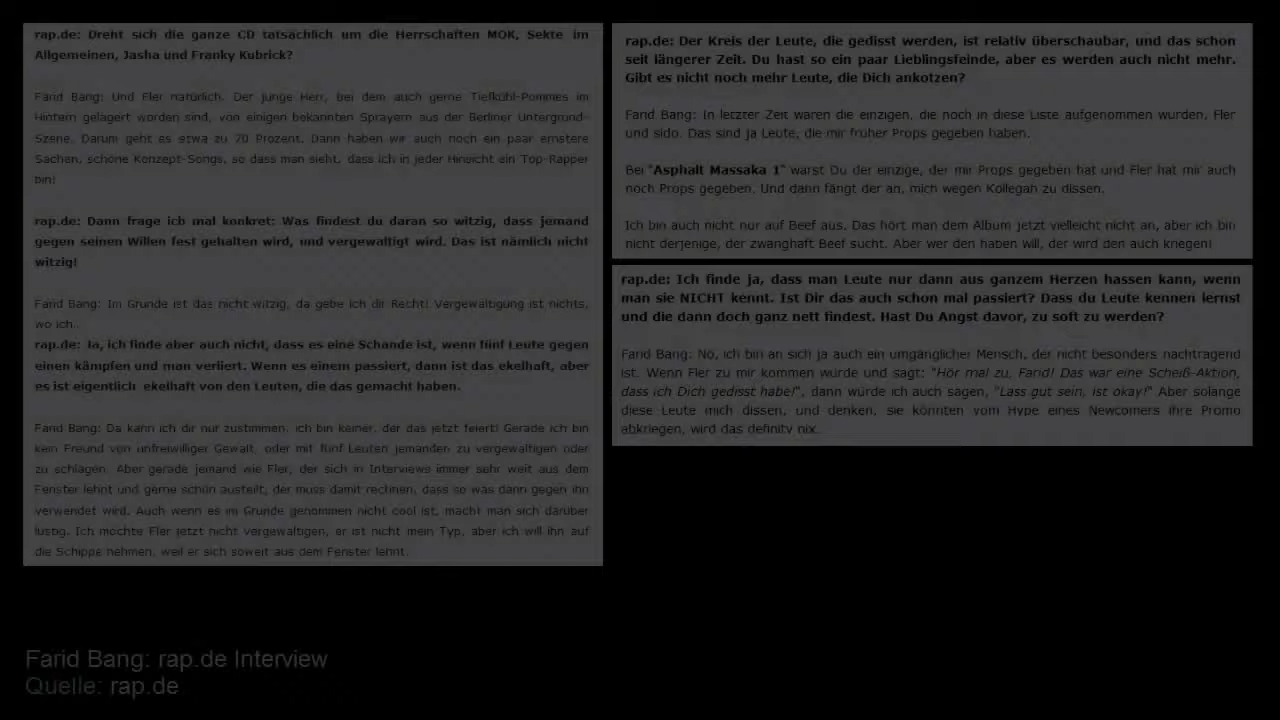 rap.de: Dreht sich die ganze CD tatsächlich um die Herrschaften MOK, Sekte im
Allgemeinen, Jasha und Franky Kubrick?
Farid Bang: Und Fler natürlich. Der junge Herr, bei dem auch gerne Tiefkühl-Pommes im
Hintern gelagert worden sind, von einigen bekannten Sprayern aus der Berliner Untergrund-
Szene. Darum geht es etwa zu 70 Prozent. Dann haben wir auch noch ein paar ernstere
Sachen, schöne Konzept-Songs, so dass man sieht, dass ich in jeder Hinsicht ein Top-Rapper
bin!
rap.de: Dann frage ich mal konkret: Was findest du daran so witzig, dass jemand
gegen seinen Willen fest gehalten wird, und vergewaltigt wird. Das ist nämlich nicht
witzig!
Farid Bang: Im Grunde ist das nicht witzig, da gebe ich dir Recht! Vergewaltigung ist nichts,
wo ich..
rap.de: Ja, ich finde aber auch nicht, dass es eine Schande ist, wenn fünf Leute gegen
einen kämpfen und man verliert. Wenn es einem passiert, dann ist das ekelhaft, aber
es ist eigentlich ekelhaft von den Leuten, die das gemacht haben.
Farid Bang: Da kann ich dir nur zustimmen, ich bin keiner, der das jetzt feiert! Gerade ich bin
kein Freund von unfreiwilliger Gewalt, oder mit fünf Leuten jemanden zu vergewaltigen oder
zu schlagen. Aber gerade jemand wie Fler, der sich in Interviews immer sehr weit aus dem
Fenster lehnt und gerne schön austeilt, der muss damit rechnen, dass so was dann gegen ihn
verwendet wird. Auch wenn es im Grunde genommen nicht cool ist, macht man sich darüber
lustig. Ich möchte Fler jetzt nicht vergewaltigen, er ist nicht mein Typ, aber ich will ihn auf
die Schippe nehmen, weil er sich soweit aus dem Fenster lehnt.
rap.de: Der Kreis der Leute, die gedisst werden, ist relativ überschaubar, und das schon
seit längerer Zeit. Du hast so ein paar Lieblingsfeinde, aber es werden auch nicht mehr.
Gibt es nicht noch mehr Leute, die Dich ankotzen?
Farid Bang: In letzter Zeit waren die einzigen, die noch in diese Liste aufgenommen wurden, Fler
und sido. Das sind ja Leute, die mir früher Props gegeben haben.
Bei "Asphalt Massaka 1" warst Du der einzige, der mir Props gegeben hat und Fler hat mir auch
noch Props gegeben. Und dann fängt der an, mich wegen Kollegah zu dissen.
Ich bin auch nicht nur auf Beef aus. Das hört man dem Album jetzt vielleicht nicht an, aber ich bin
nicht derjenige, der zwanghaft Beef sucht. Aber wer den haben will, der wird den auch kriegen!
rap.de: Ich finde ja, dass man Leute nur dann aus ganzem Herzen hassen kann, wenn
man sie NICHT kennt. Ist Dir das auch schon mal passiert? Dass du Leute kennen lernst
und die dann doch ganz nett findest. Hast Du Angst davor, zu soft zu werden?
Farid Bang: No, ich bin an sich ja auch ein umgänglicher Mensch, der nicht besonders nachtragend
ist. Wenn Fler zu mir kommen würde und sagt: "Hör mal zu, Farid! Das war eine Scheiß-Aktion,
dass ich Dich gedisst habe!", dann würde ich auch sagen, "Lass gut sein, ist okay!" Aber solange
diese Leute mich dissen, und denken, sie könnten vom Hype eines Newcomers ihre Promo
abkriegen, wird das definitv nix.
Farid Bang: rap.de Interview
Quelle: rap.de